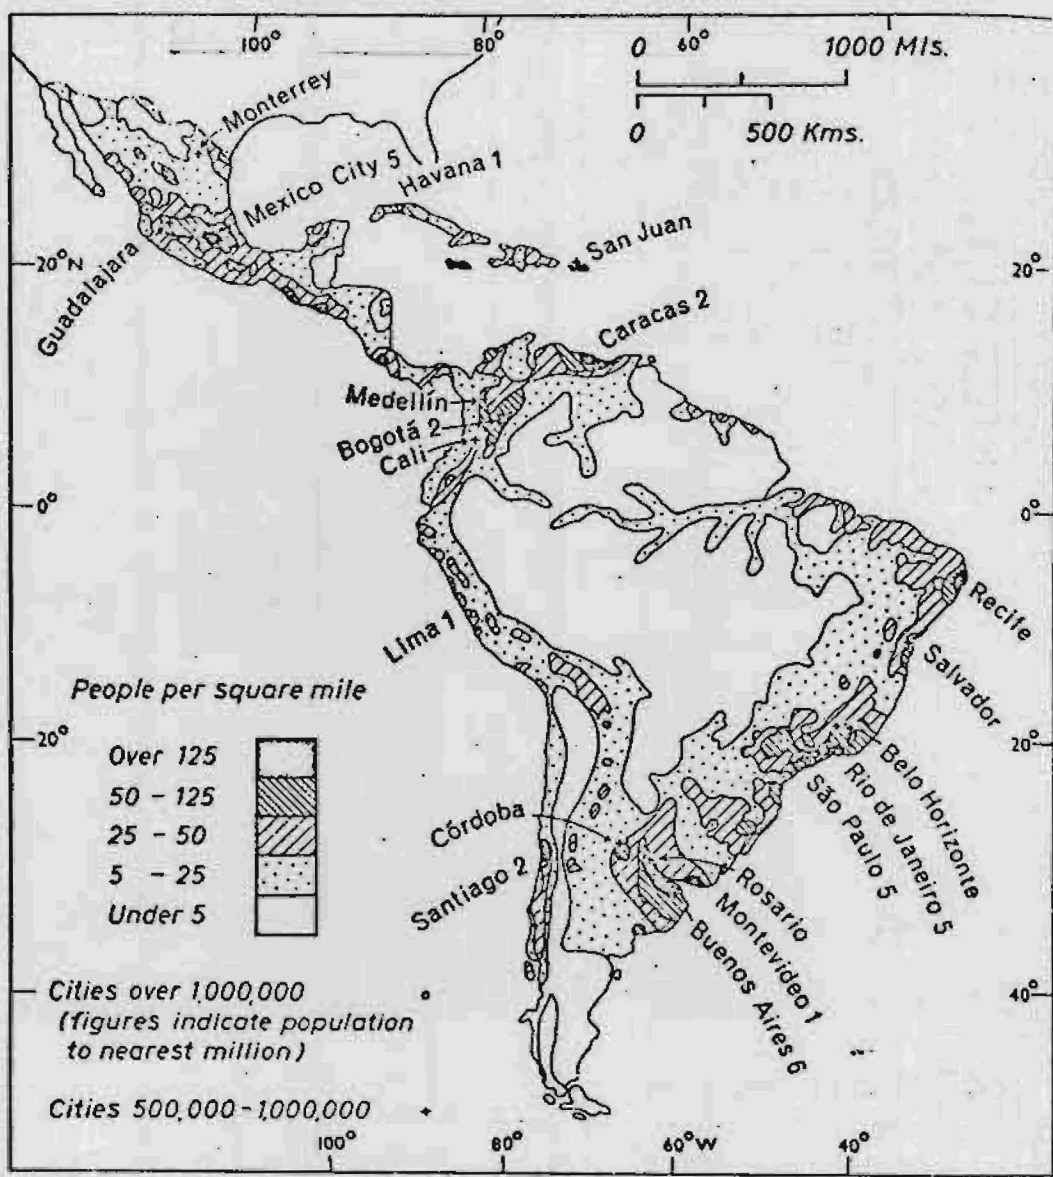 100°
80°
60°
0 1000 Mls.
0 500 Kms.
Monterrey
Mexico City 5
Havana 1
San Juan
Guadalajara
20°N
20°
Caracas 2
Medellín
Bogotá 2
Cali
0°
0°
Recife
Lima 1
Salvador
People per square mile
Over 125
50 - 125
25 - 50
5 - 25
Under 5
20°
20°
Belo Horizonte
Rio de Janeiro 5
São Paulo 5
Córdoba
Santiago 2
Rosario
Montevideo 1
Buenos Aires 6
Cities over 1,000,000
(figures indicate population
to nearest million)
40°
Cities 500,000-1,000,000
100°
80°
60°W
40°